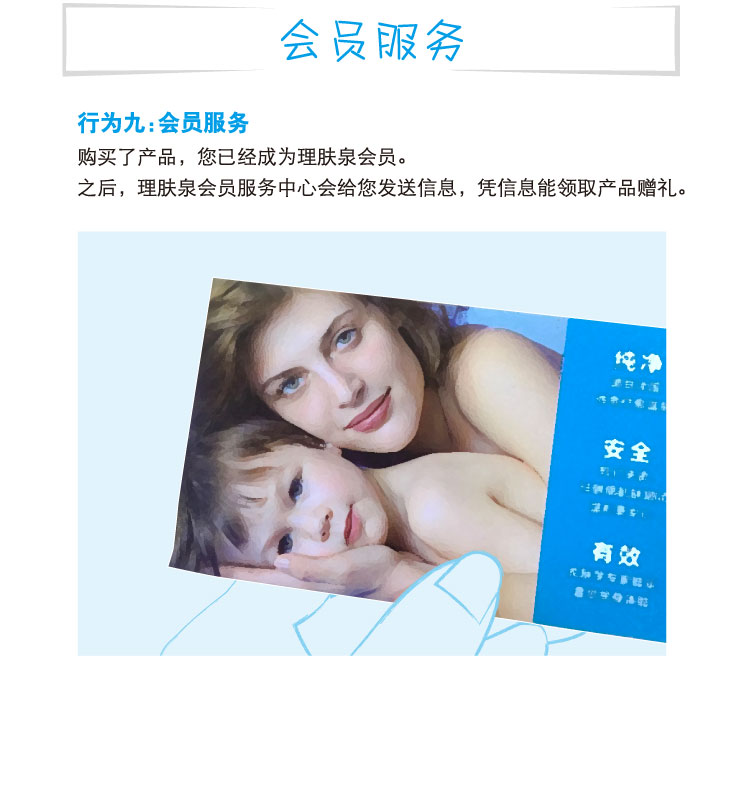 会员服务
行为九：会员服务
购买了产品，您已经成为理肤泉会员。
之后，理肤泉会员服务中心会给您发送信息，凭信息能领取产品赠礼。
纯净
安全
有效